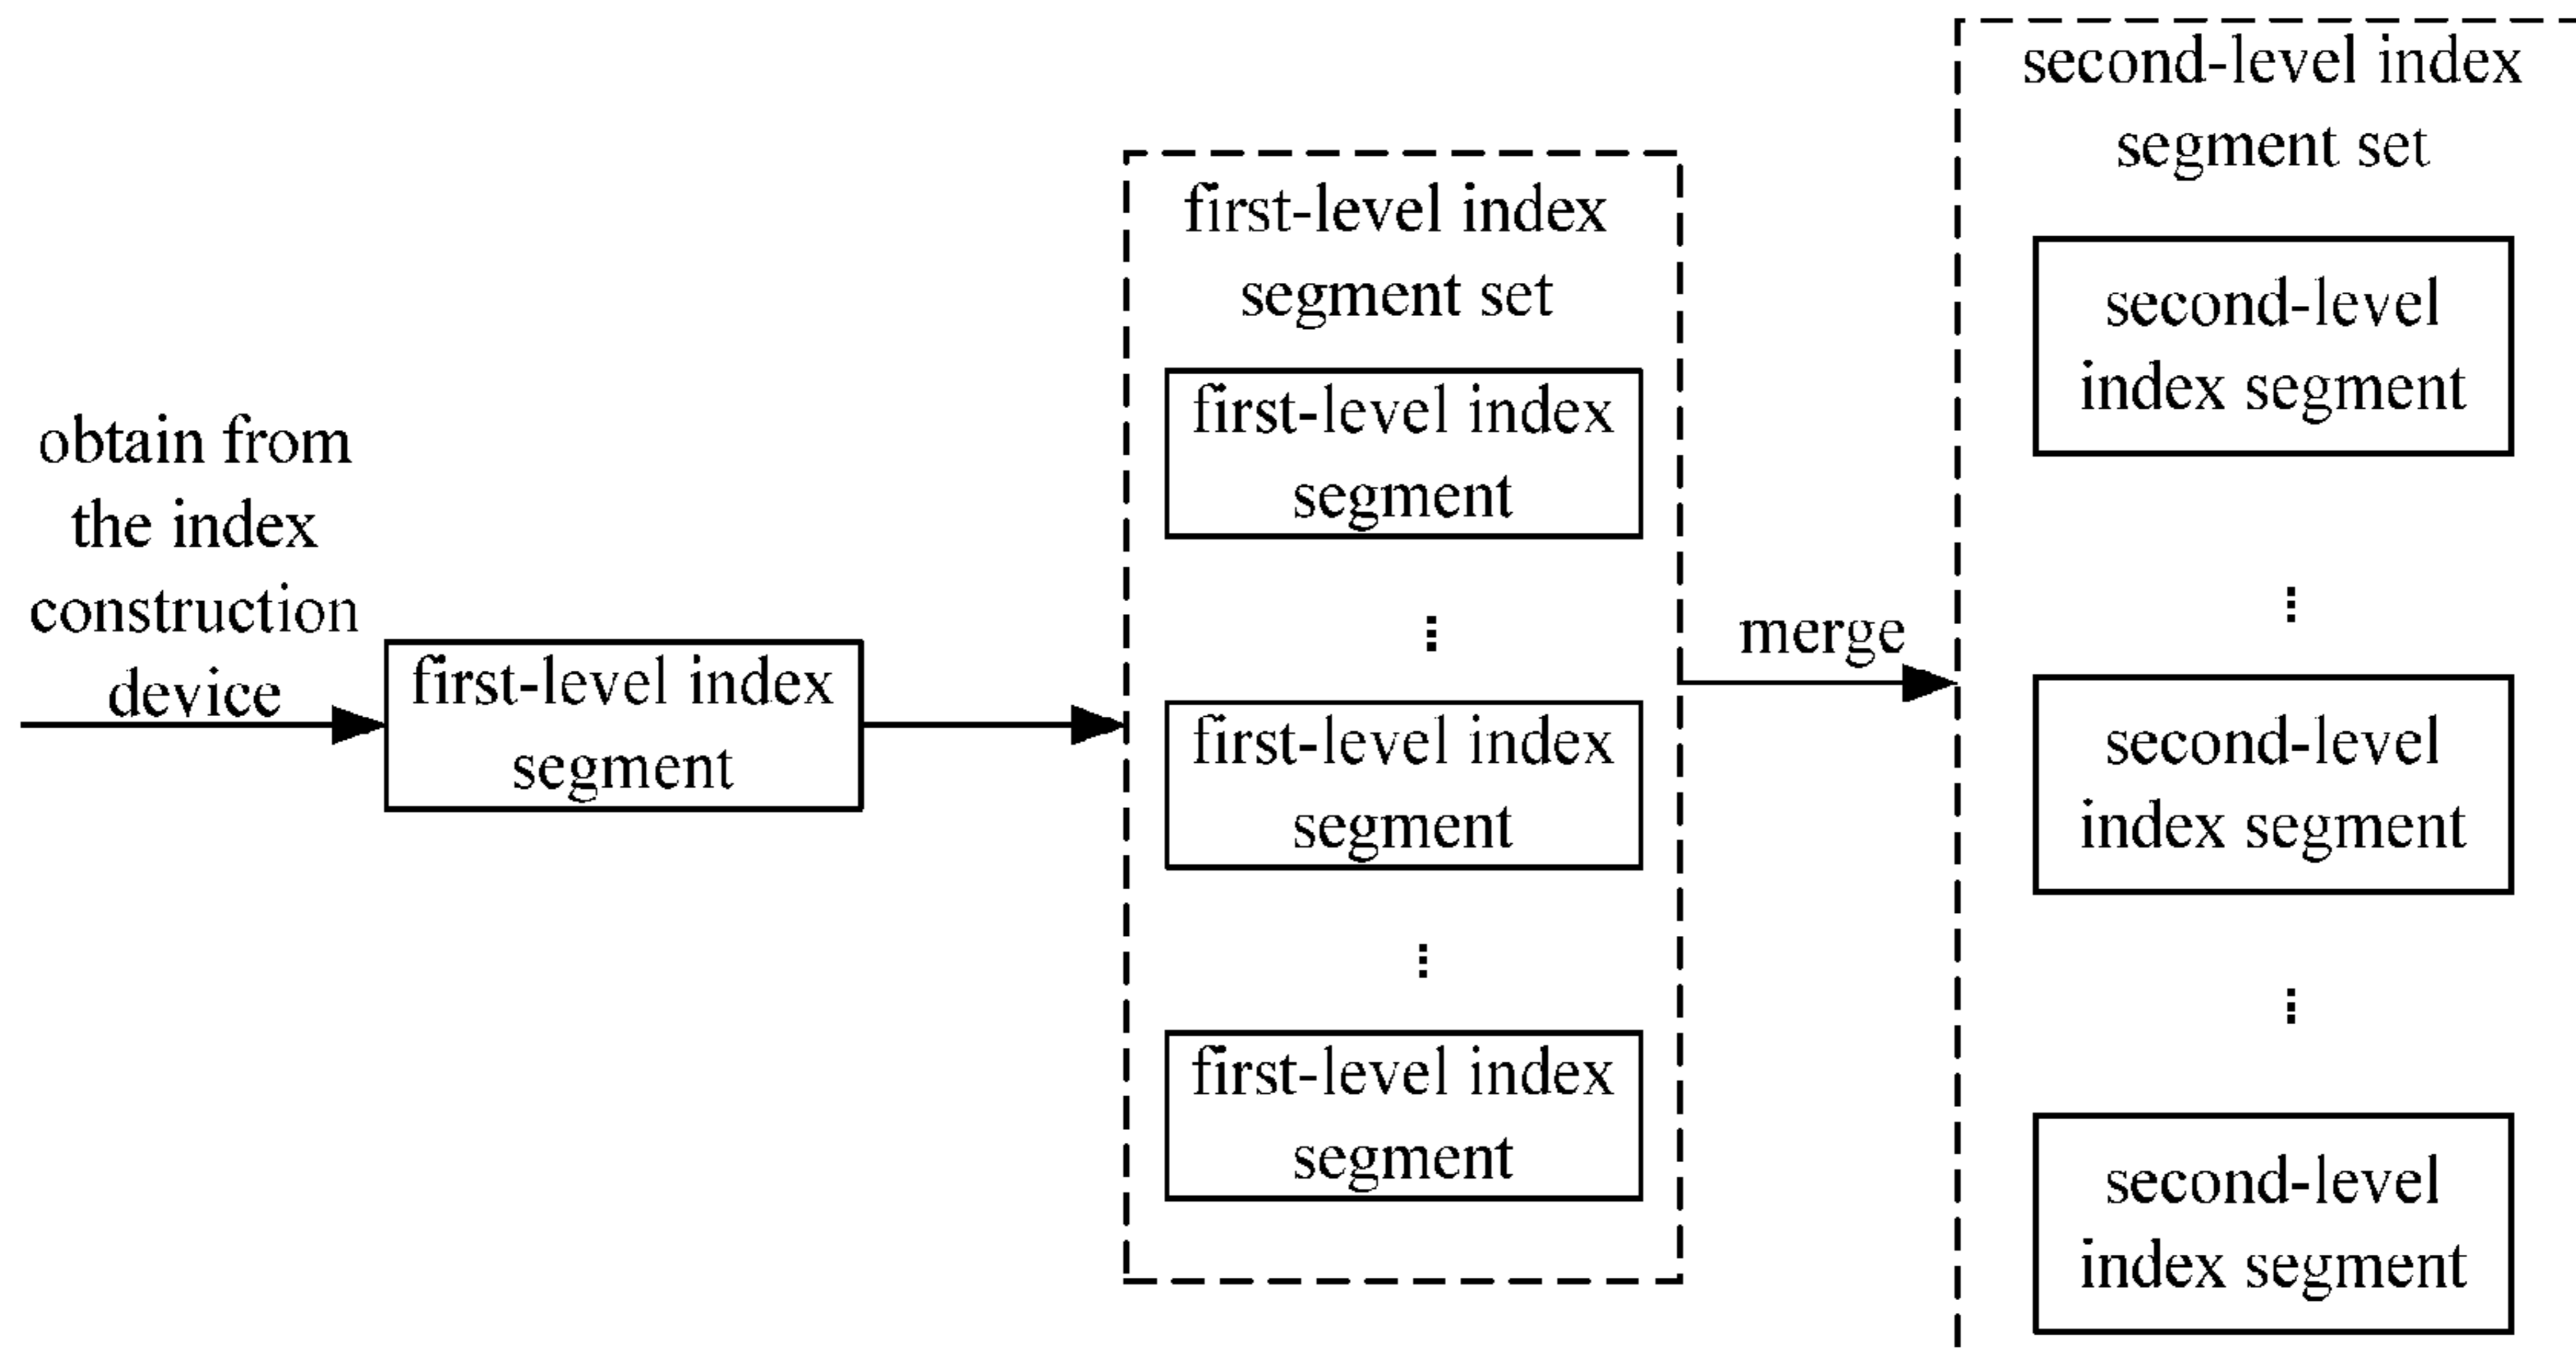 obtain from
the index
construction
device
first-level index
segment
first-level index
segment set
first-level index
segment
first-level index
segment
first-level index
segment
merge
second-level index
segment set
second-level
index segment
second-level
index segment
second-level
index segment